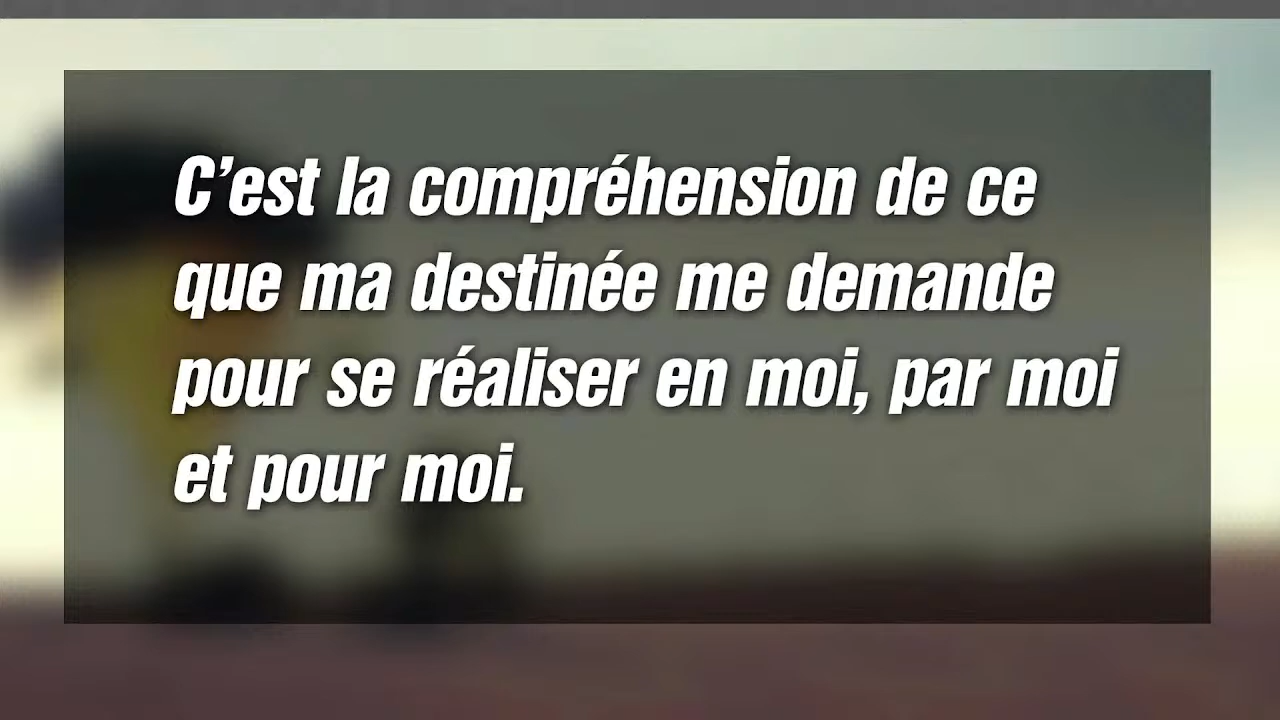 C’est la compréhension de ce
que ma destinée me demande
pour se réaliser en moi, par moi
et pour moi.